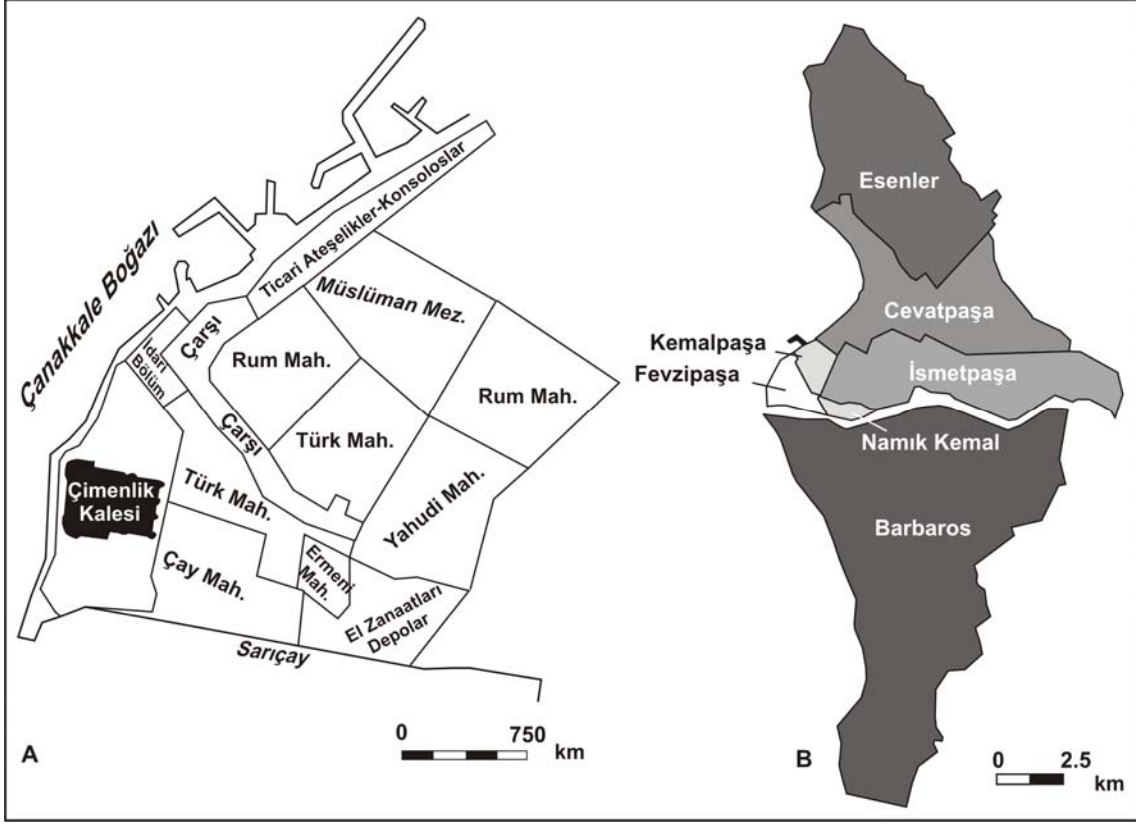 Çanakkale Boğazı
Ticari Ateşelikler-Konsoloslar
Müslüman Mez.
Çarşı
İdari
Bölüm
Rum Mah.
Rum Mah.
Çarşı
Türk Mah.
Çimenlik
Kalesi
Türk Mah.
Yahudi Mah.
Çay Mah.
Ermeni
Mah.
El Zanaatları
Depolar
Sarıçay
A
0 750
km
Esenler
Cevatpaşa
Kemalpaşa
Fevzipaşa
İsmetpaşa
Namık Kemal
Barbaros
B
0 2.5
km